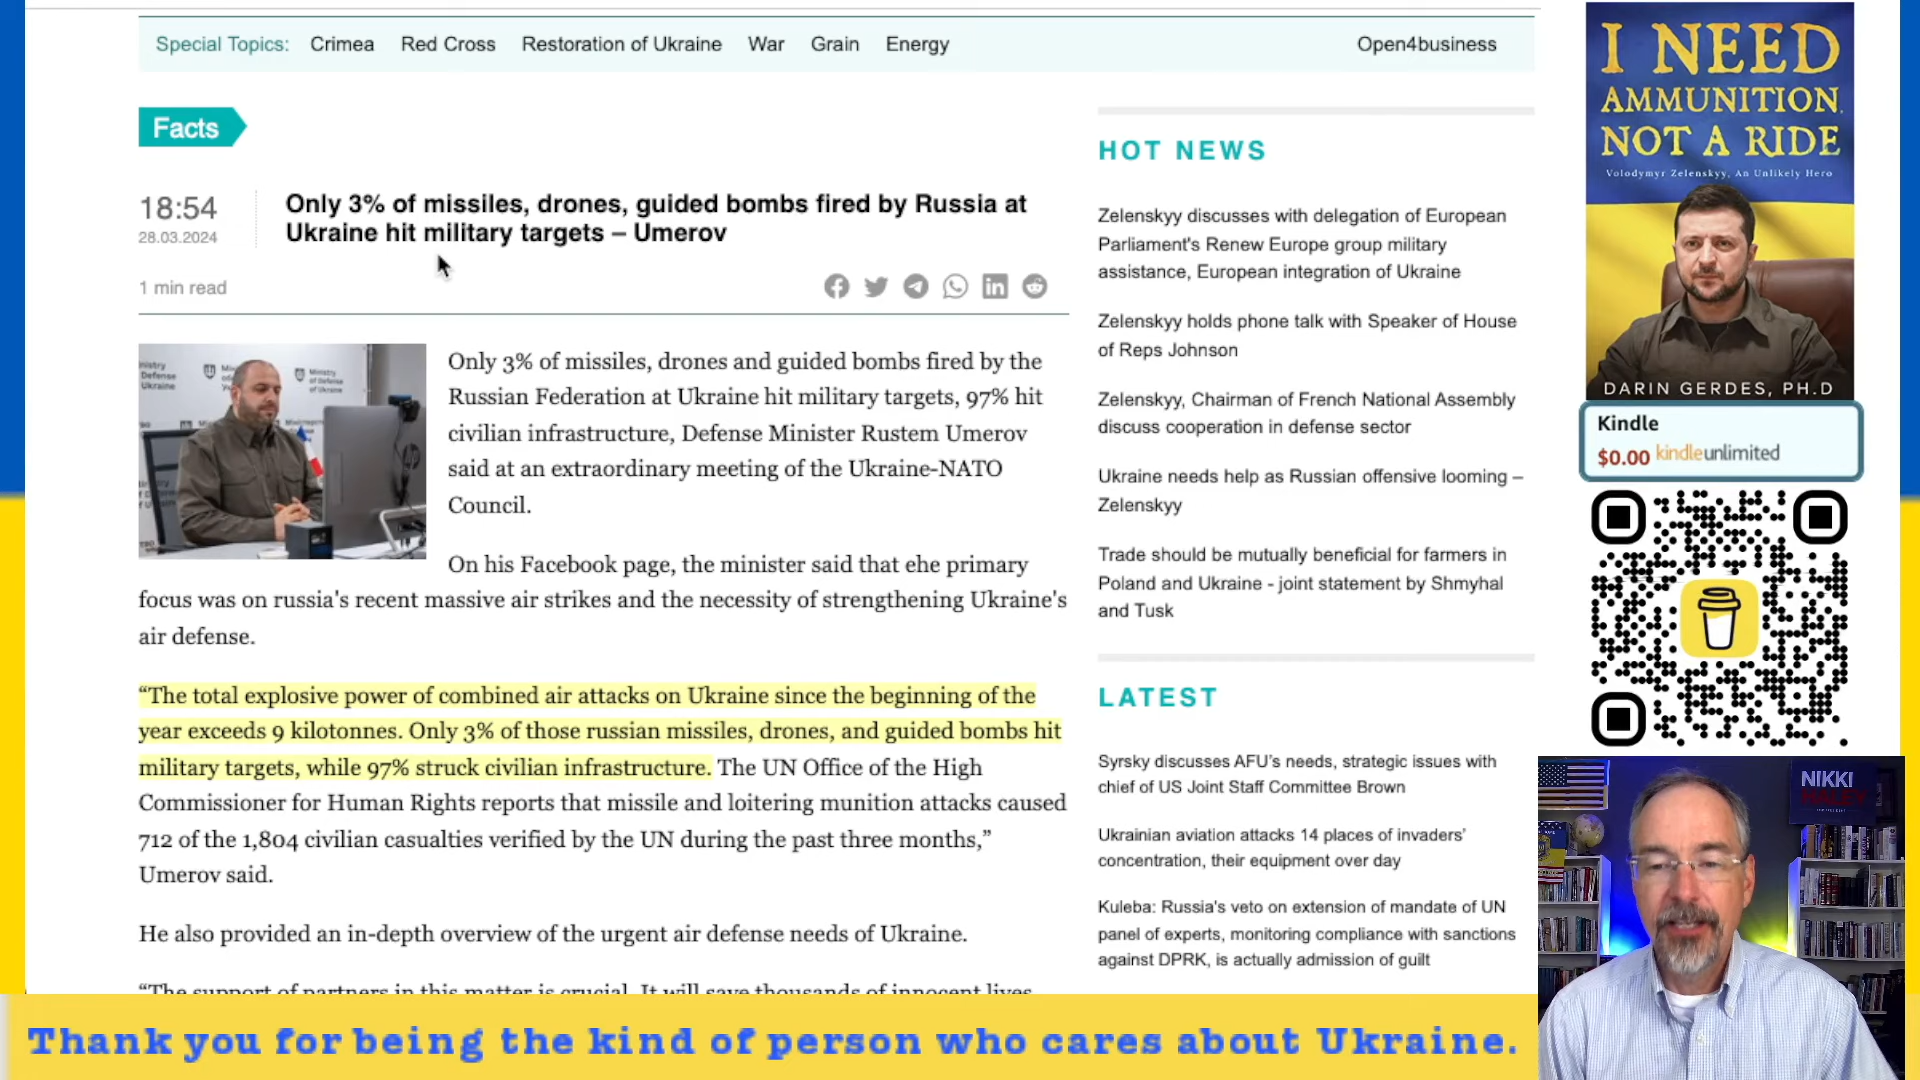 Special Topics: Crimea Red Cross Restoration of Ukraine War Grain Energy Open4business
Facts
18:54
28.03.2024
Only 3% of missiles, drones, guided bombs fired by Russia at
Ukraine hit military targets – Umerov
1 min read
Only 3% of missiles, drones and guided bombs fired by the
Russian Federation at Ukraine hit military targets, 97% hit
civilian infrastructure, Defense Minister Rustem Umerov
said at an extraordinary meeting of the Ukraine-NATO
Council.
On his Facebook page, the minister said that ehe primary
focus was on russia's recent massive air strikes and the necessity of strengthening Ukraine's
air defense.
“The total explosive power of combined air attacks on Ukraine since the beginning of the
year exceeds 9 kilotonnes. Only 3% of those russian missiles, drones, and guided bombs hit
military targets, while 97% struck civilian infrastructure. The UN Office of the High
Commissioner for Human Rights reports that missile and loitering munition attacks caused
712 of the 1,804 civilian casualties verified by the UN during the past three months,”
Umerov said.
He also provided an in-depth overview of the urgent air defense needs of Ukraine.
“The support of partners in this matter is crucial. It will save thousands of innocent lives
HOT NEWS
Zelenskyy discusses with delegation of European
Parliament's Renew Europe group military
assistance, European integration of Ukraine
Zelenskyy holds phone talk with Speaker of House
of Reps Johnson
Zelenskyy, Chairman of French National Assembly
discuss cooperation in defense sector
Ukraine needs help as Russian offensive looming –
Zelenskyy
Trade should be mutually beneficial for farmers in
Poland and Ukraine - joint statement by Shmyhal
and Tusk
LATEST
Syrsky discusses AFU's needs, strategic issues with
chief of US Joint Staff Committee Brown
Ukrainian aviation attacks 14 places of invaders'
concentration, their equipment over day
Kuleba: Russia's veto on extension of mandate of UN
panel of experts, monitoring compliance with sanctions
against DPRK, is actually admission of guilt
I NEED
AMMUNITION,
NOT A RIDE
Volodymyr Zelenskyy, An Unlikely Hero
DARIN GERDES, PH.D
Kindle
$0.00 kindleunlimited
NIKKI
HALEY
Thank you for being the kind of person who cares about Ukraine.